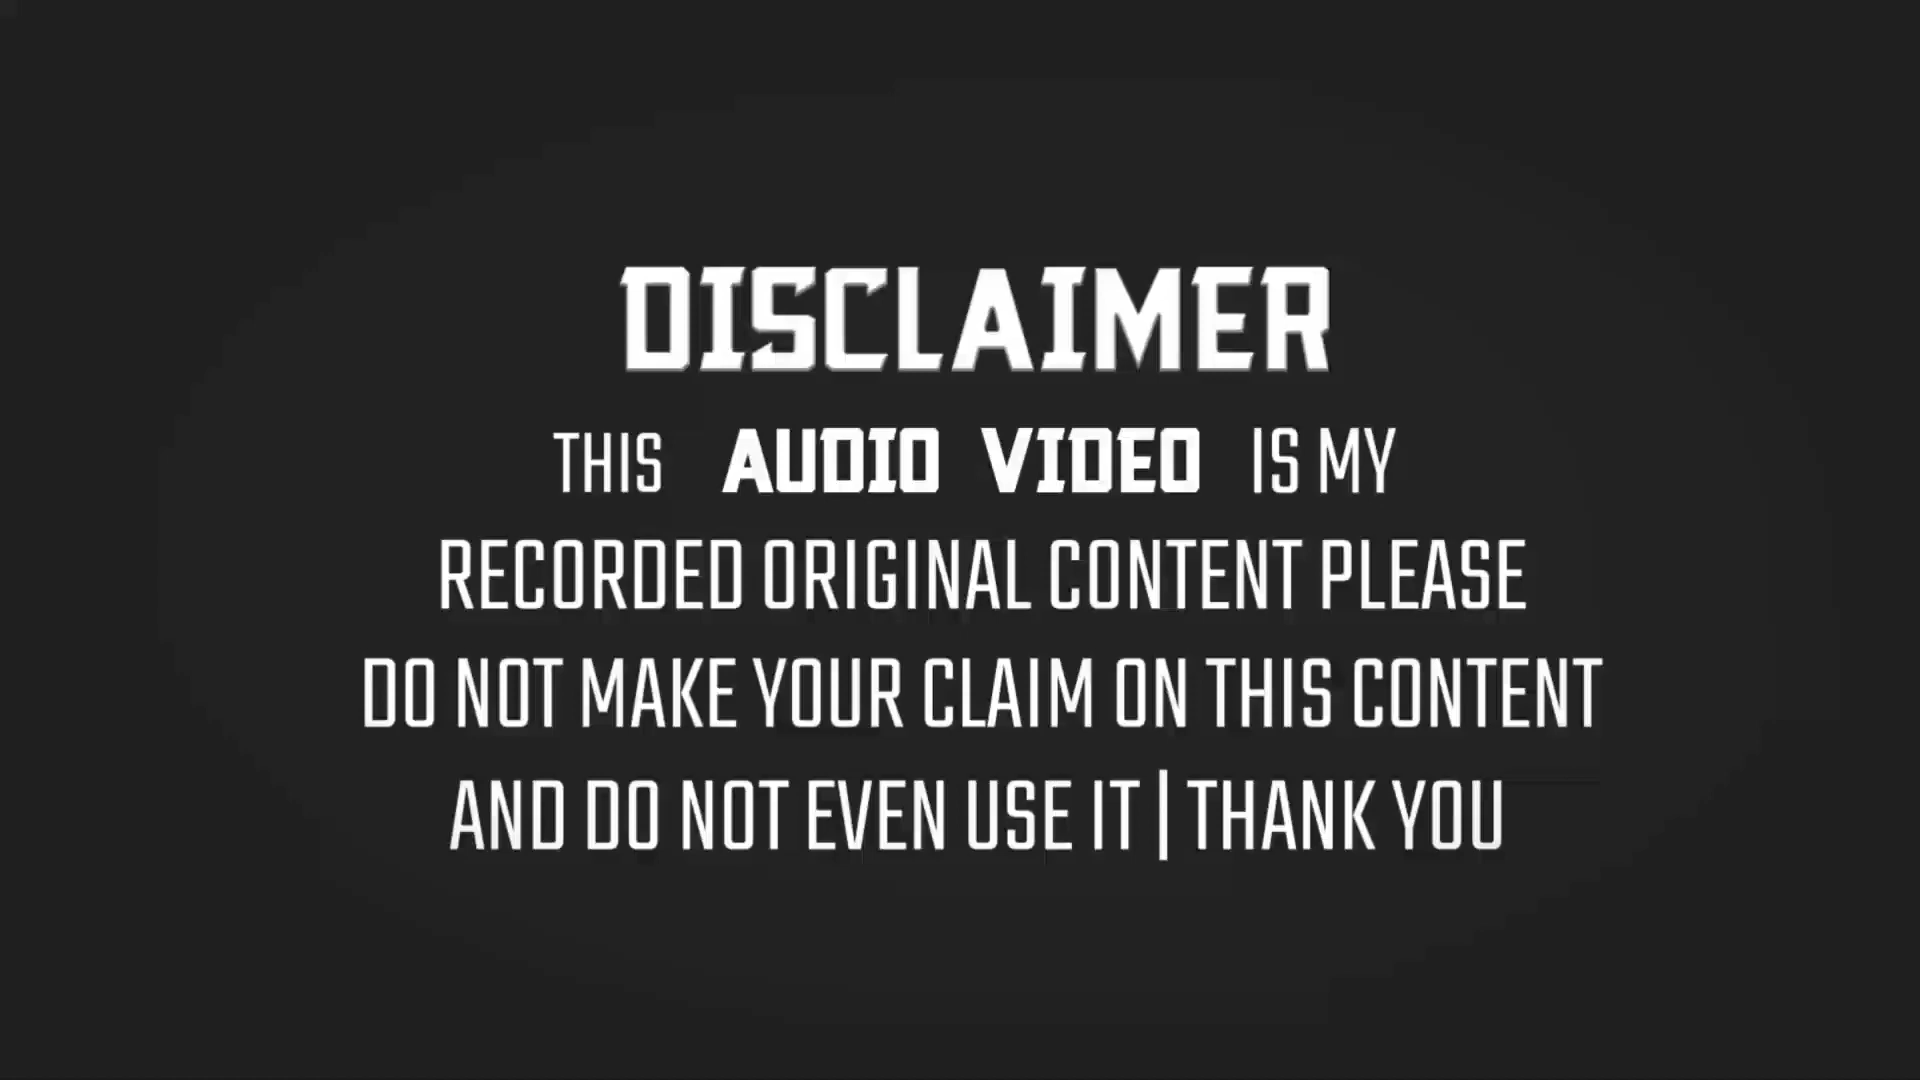 DISCLAIMER
THIS AUDIO VIDEO IS MY
RECORDED ORIGINAL CONTENT PLEASE
DO NOT MAKE YOUR CLAIM ON THIS CONTENT
AND DO NOT EVEN USE IT | THANK YOU